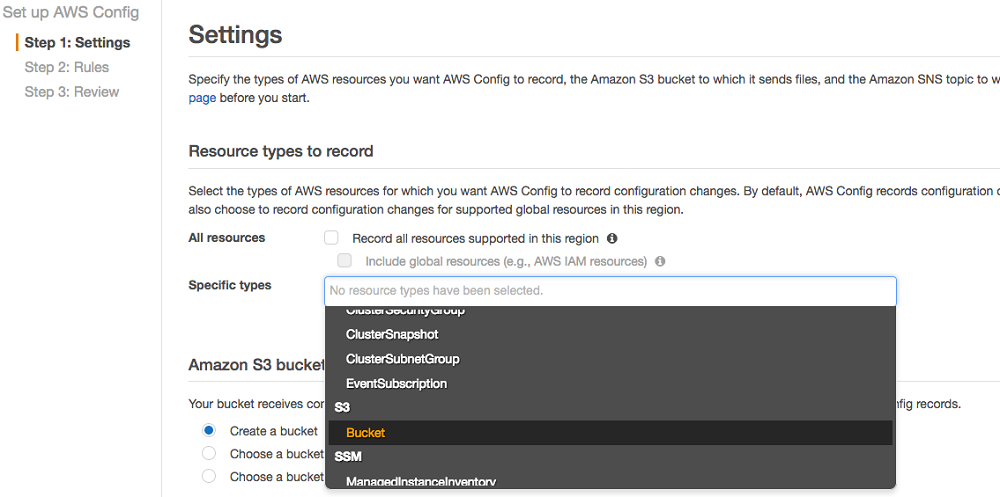 Set up AWS Config
Step 1: Settings
Step 2: Rules
Step 3: Review
Settings
Specify the types of AWS resources you want AWS Config to record, the Amazon S3 bucket to which it sends files, and the Amazon SNS topic to w
page before you start.
Resource types to record
Select the types of AWS resources for which you want AWS Config to record configuration changes. By default, AWS Config records configuration c
also choose to record configuration changes for supported global resources in this region.
All resources
Record all resources supported in this region
Include global resources (e.g., AWS IAM resources)
Specific types
No resource types have been selected.
ClusterSecurityGroup
ClusterSnapshot
ClusterSubnetGroup
EventSubscription
S3
Bucket
SSM
ManagedInstanceInventory
Amazon S3 bucket
Your bucket receives con
nfig records.
Create a bucket
Choose a bucket
Choose a bucket